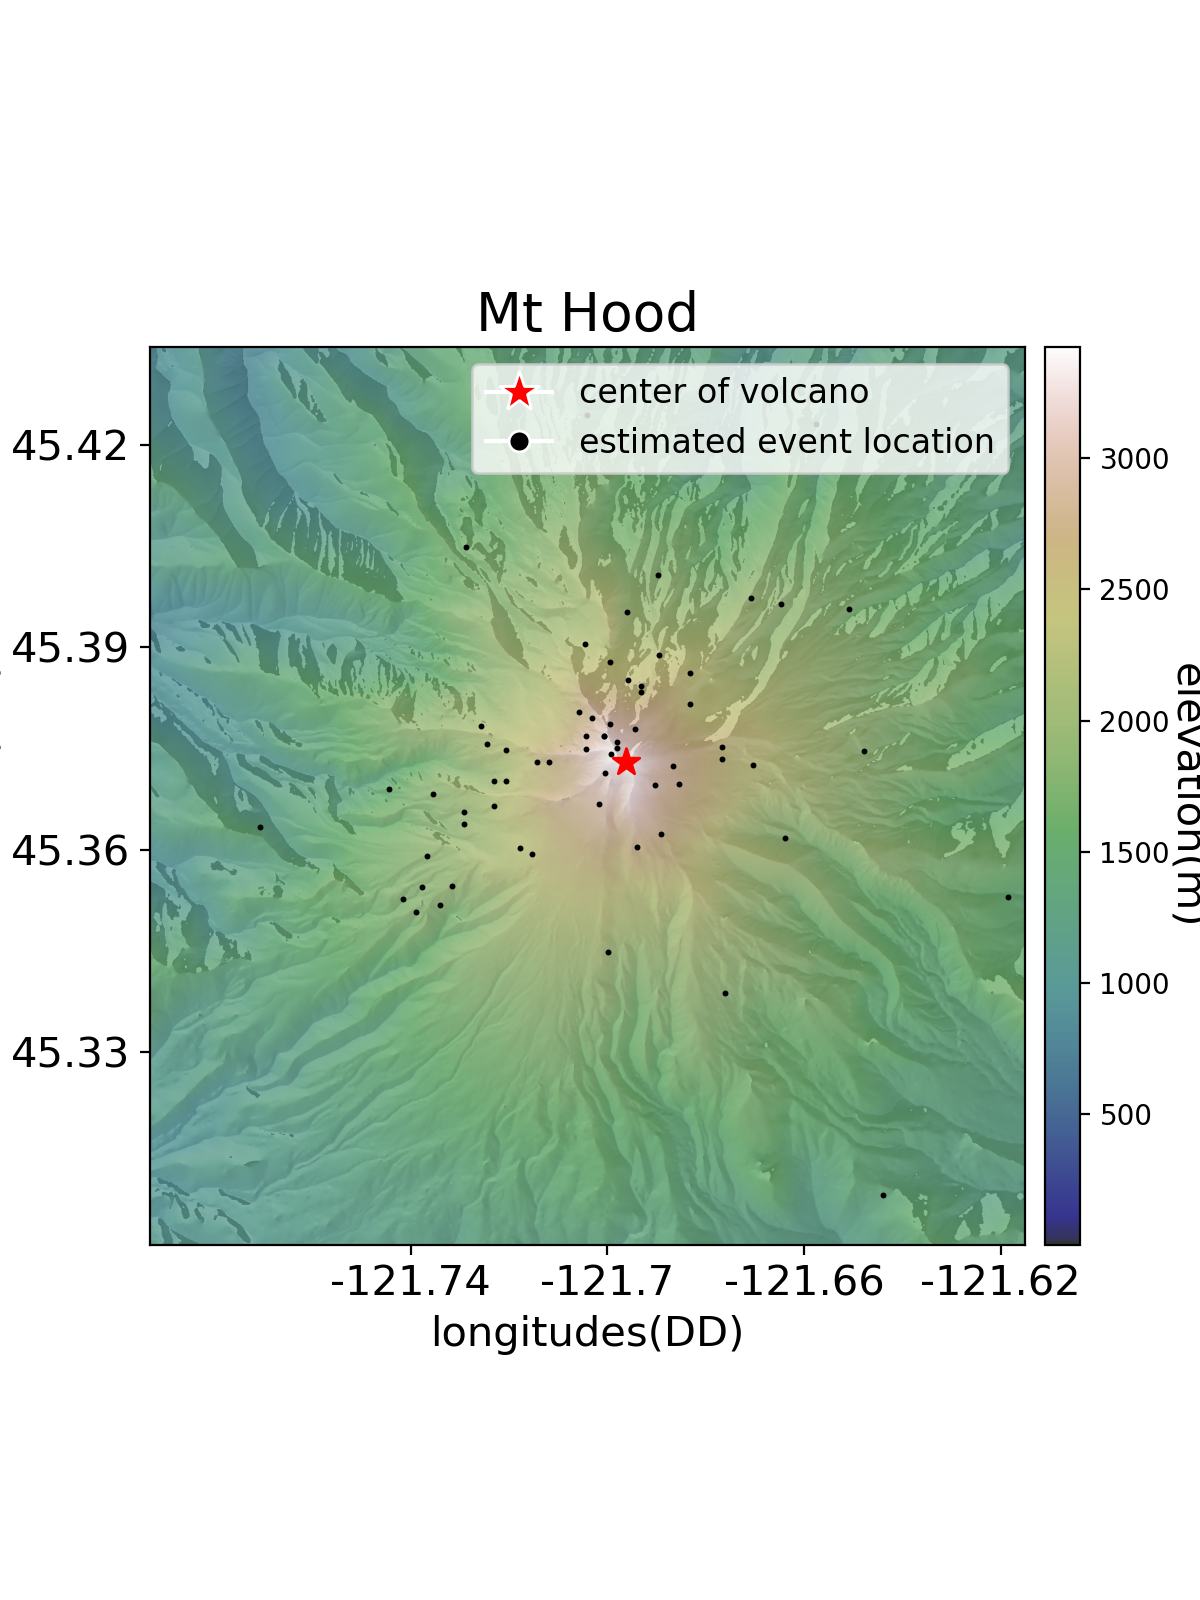 Mt Hood
center of volcano
estimated event location
45.42
45.39
45.36
45.33
-121.74
-121.7
-121.66
-121.62
longitudes(DD)
3000
2500
2000
1500
1000
500
elevation(m)